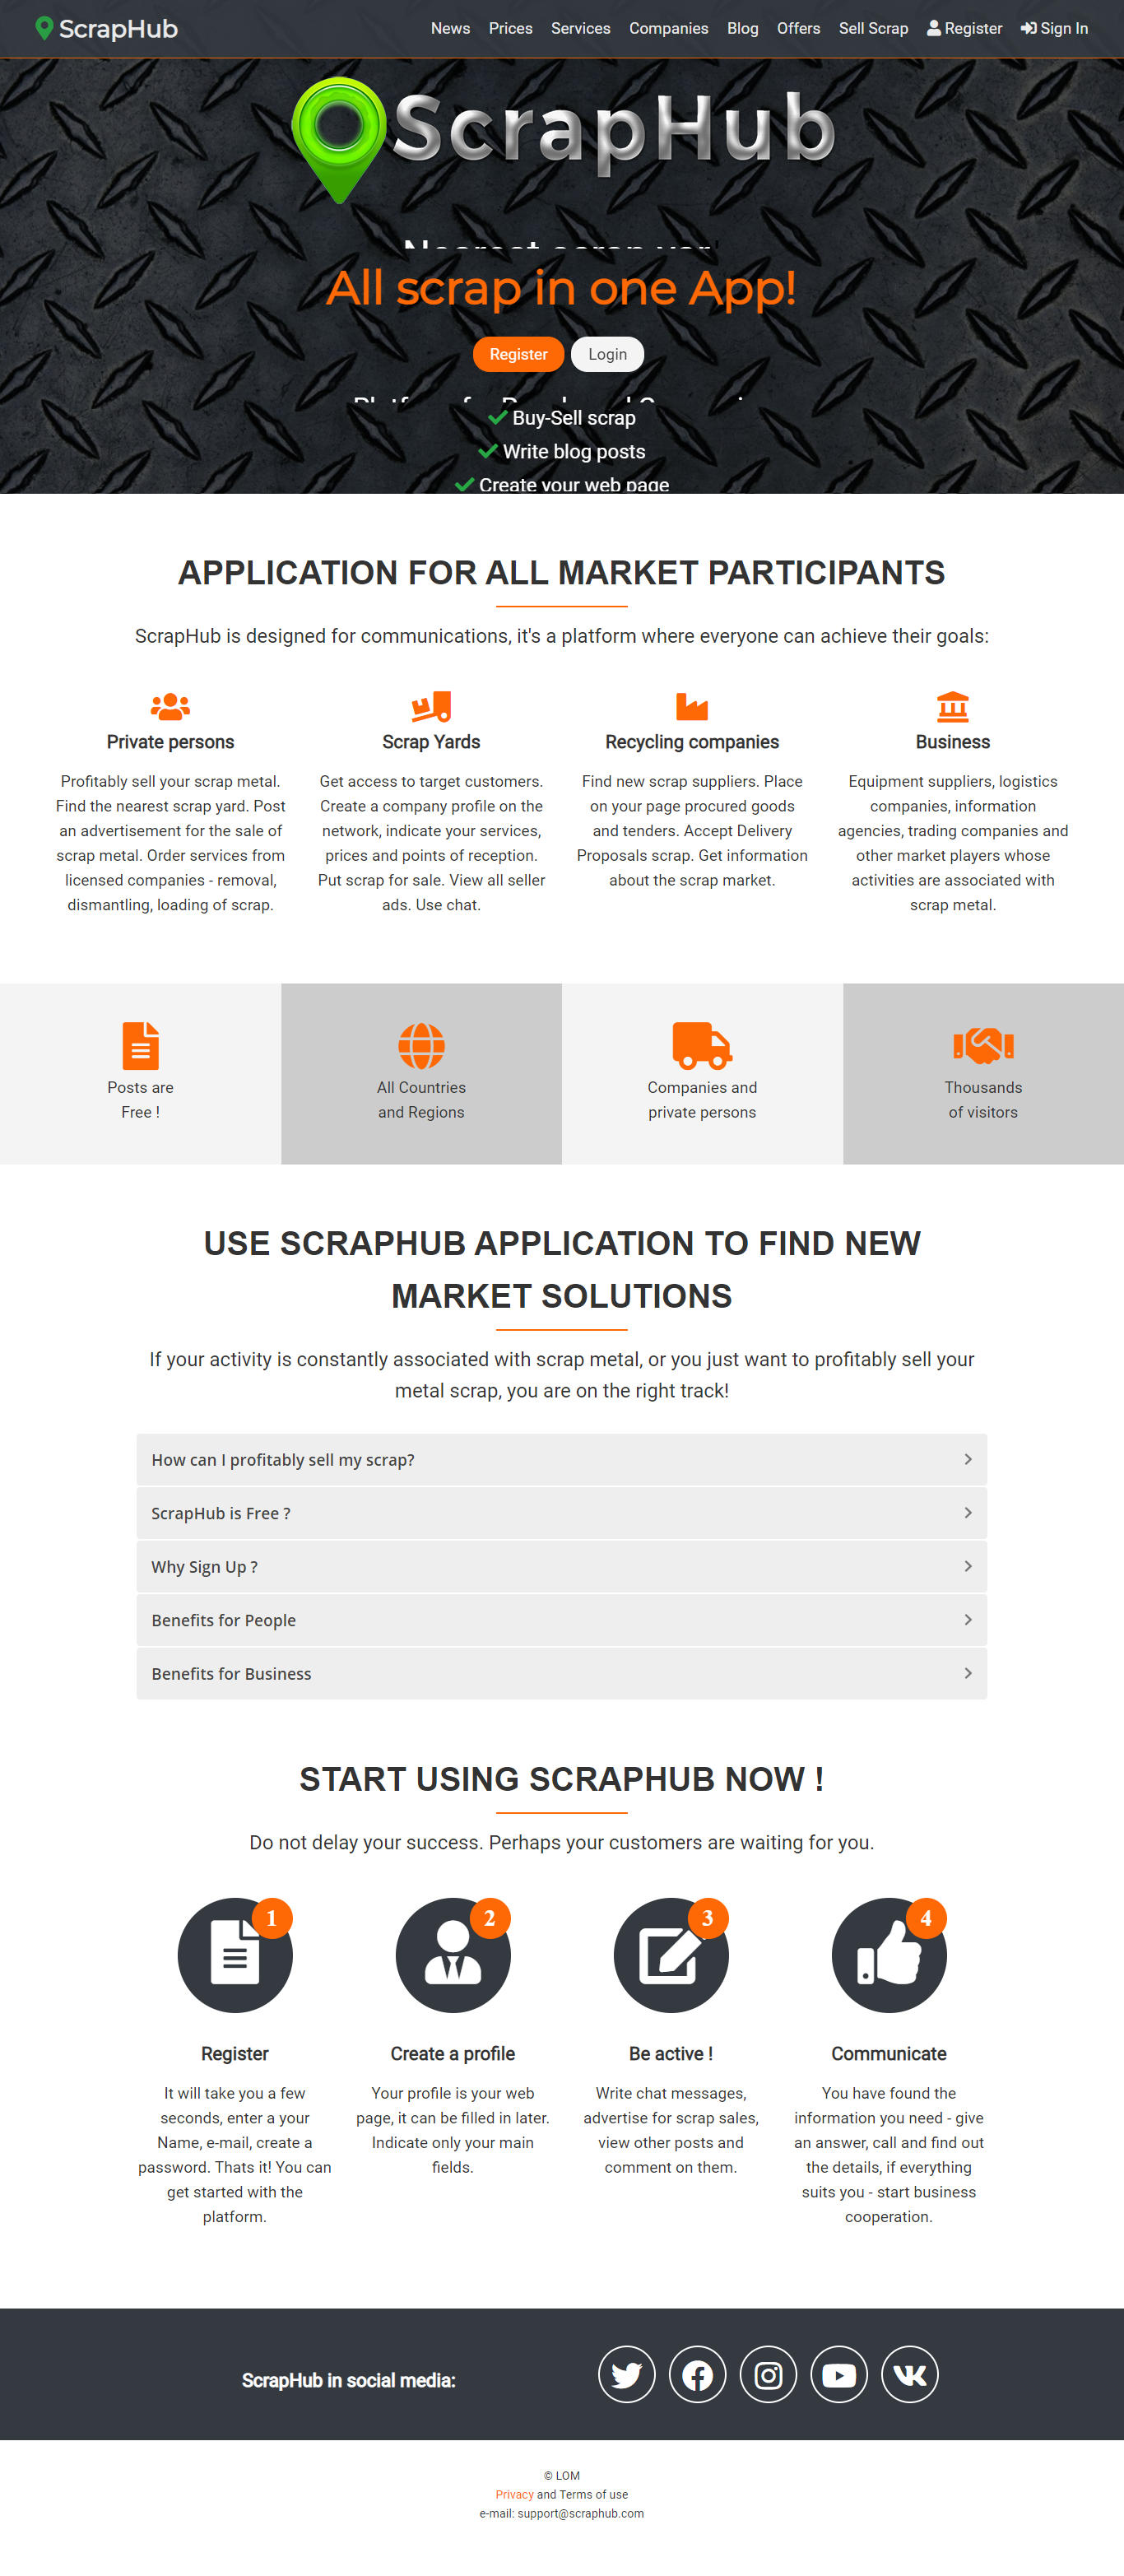 ScrapHub
News Prices Services Companies Blog Offers Sell Scrap Register Sign In
ScrapHub
Nearest scrap yar
All scrap in one App!
Register Login
Buy-Sell scrap
Write blog posts
Create your web page
APPLICATION FOR ALL MARKET PARTICIPANTS
ScrapHub is designed for communications, it's a platform where everyone can achieve their goals:
Private persons
Profitably sell your scrap metal.
Find the nearest scrap yard. Post
an advertisement for the sale of
scrap metal. Order services from
licensed companies - removal,
dismantling, loading of scrap.
Scrap Yards
Get access to target customers.
Create a company profile on the
network, indicate your services,
prices and points of reception.
Put scrap for sale. View all seller
ads. Use chat.
Recycling companies
Find new scrap suppliers. Place
on your page procured goods
and tenders. Accept Delivery
Proposals scrap. Get information
about the scrap market.
Business
Equipment suppliers, logistics
companies, information
agencies, trading companies and
other market players whose
activities are associated with
scrap metal.
Posts are
Free !
All Countries
and Regions
Companies and
private persons
Thousands
of visitors
USE SCRAPHUB APPLICATION TO FIND NEW
MARKET SOLUTIONS
If your activity is constantly associated with scrap metal, or you just want to profitably sell your
metal scrap, you are on the right track!
How can I profitably sell my scrap?
ScrapHub is Free ?
Why Sign Up ?
Benefits for People
Benefits for Business
START USING SCRAPHUB NOW !
Do not delay your success. Perhaps your customers are waiting for you.
1
Register
It will take you a few
seconds, enter a your
Name, e-mail, create a
password. Thats it! You can
get started with the
platform.
2
Create a profile
Your profile is your web
page, it can be filled in later.
Indicate only your main
fields.
3
Be active !
Write chat messages,
advertise for scrap sales,
view other posts and
comment on them.
4
Communicate
You have found the
information you need - give
an answer, call and find out
the details, if everything
suits you - start business
cooperation.
ScrapHub in social media:
© LOM
Privacy and Terms of use
e-mail: support@scraphub.com